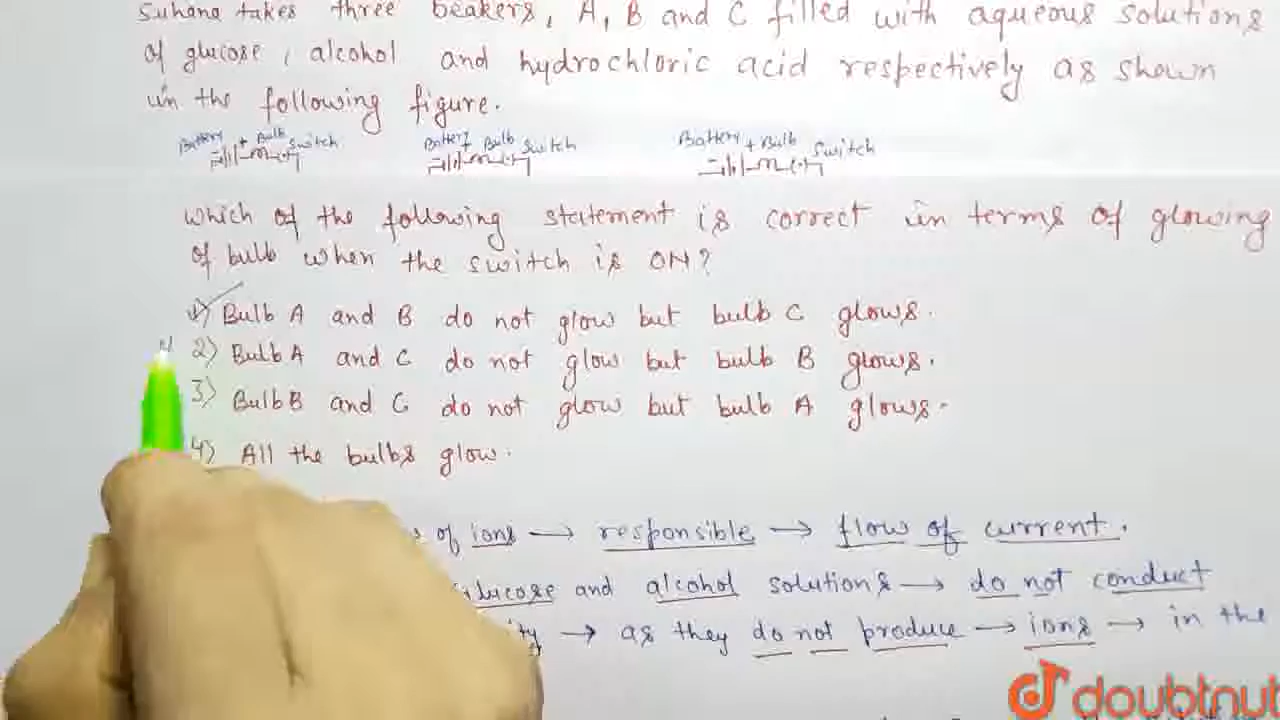 Suhana takes three beakers, A, B and C filled with aqueous solutions
of glucose, alcohol and hydrochloric acid respectively as shown
in the following figure.
Battery + Bulb Switch
Battery Bulb Switch
Battery + Bulb Switch
Which of the following statement is correct in terms of glowing
of bulb when the switch is ON?
1) Bulb A and B do not glow but bulb C glows.
2) Bulb A and C do not glow but bulb B glows.
3) Bulb B and C do not glow but bulb A glows.
4) All the bulbs glow.
of ions → responsible → flow of current.
Glucose and alcohol solutions → do not conduct
→ as they do not produce → ions → in the
doubtnut